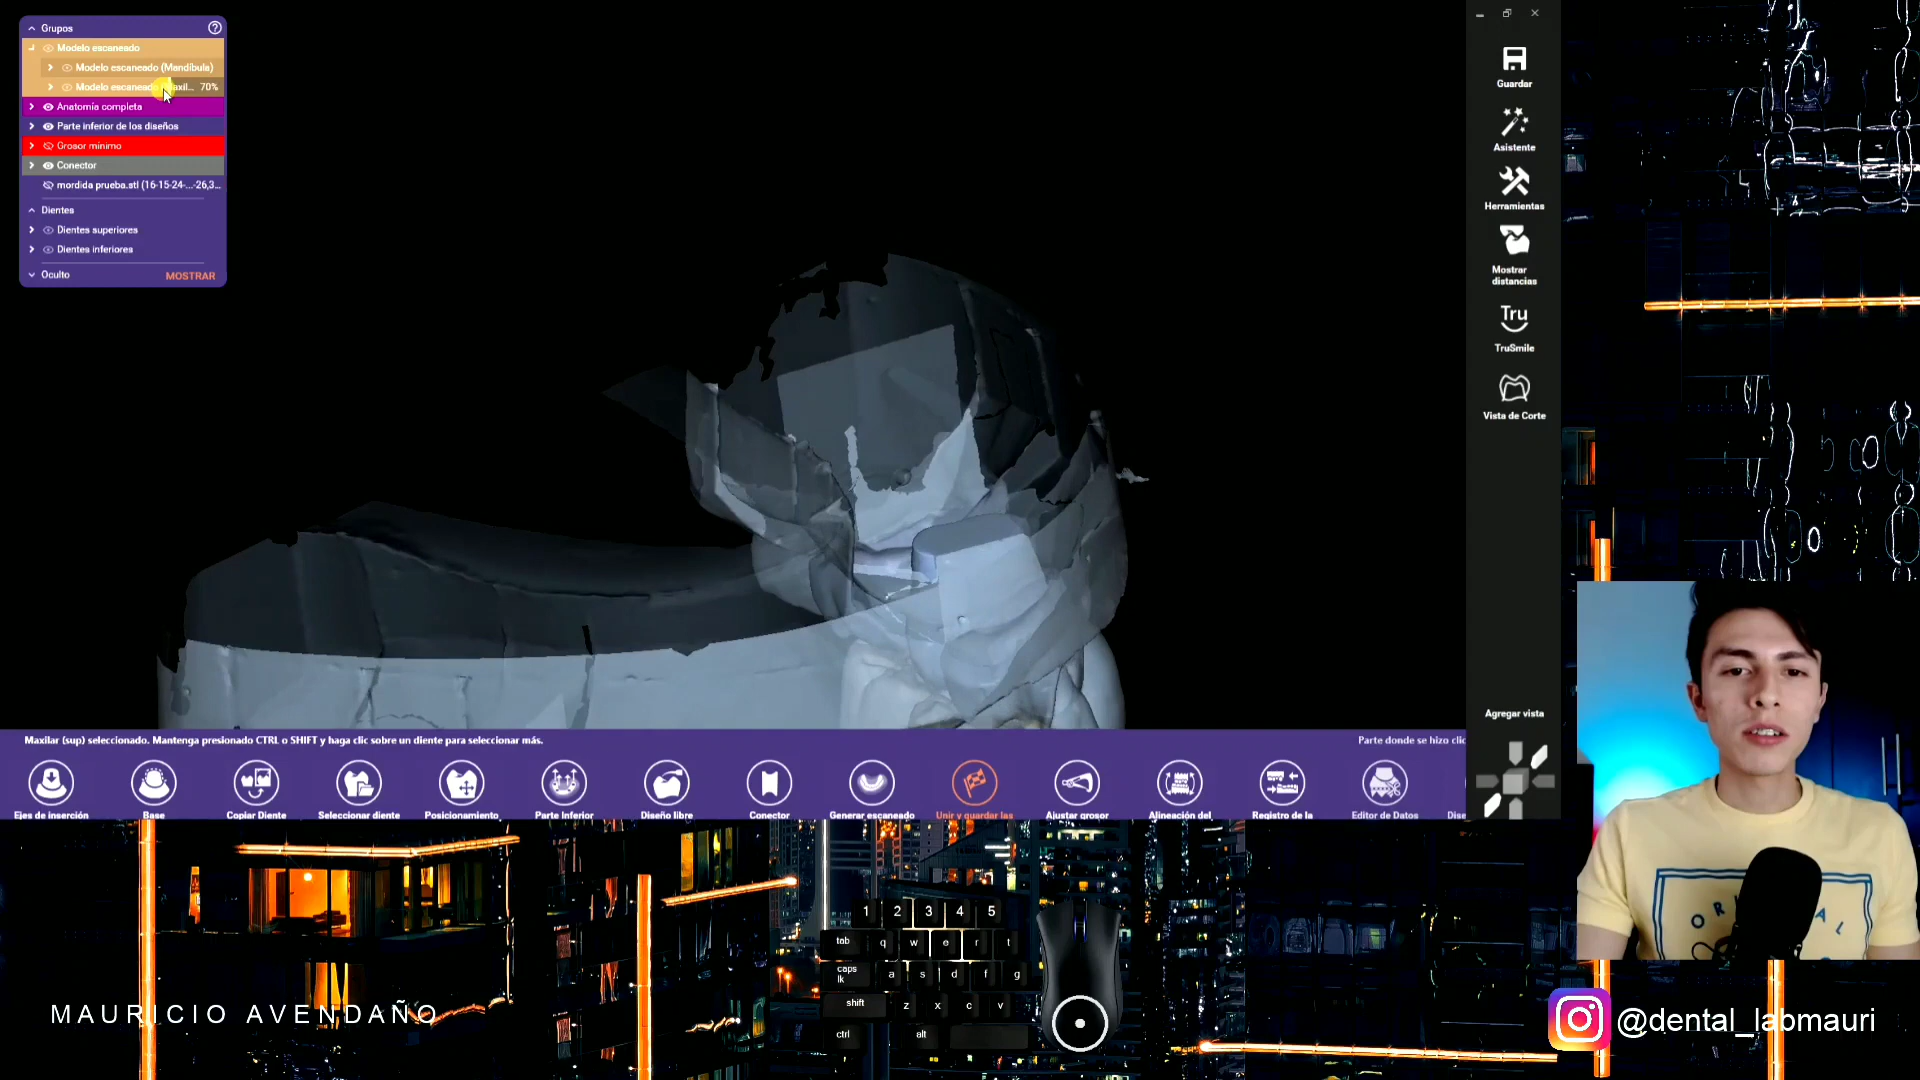 Grupos
Modelo escaneado
Modelo escaneado (Mandíbula)
Modelo escaneado 70%
Anatomía completa
Parte inferior de los diseños
Grosor mínimo
Conector
mordida prueba.stl (16-15-24-...-26,3...
Dientes
Dientes superiores
Dientes inferiores
Oculto MOSTRAR
Guardar
Asistente
Herramientas
Mostrar
distancias
Tru
TruSmile
Vista de Corte
Agregar vista
Maxilar (sup) seleccionado. Mantenga presionado CTRL o SHIFT y haga clic sobre un diente para seleccionar más.
Parte donde se hizo clic
Ejes de inserción
Base
Copiar Diente
Seleccionar diente
Posicionamiento
Parte Inferior
Diseño libre
Conector
Generar escaneado
Unir y guardar las
Ajustar grosor
Alineación del
Registro de la
Editor de Datos
Dise
1 2 3 4 5
tab q w e r t
caps
lk
a s d f g
shift z x c v
ctrl alt
MAURICIO AVENDAÑO
@dental_labmauri